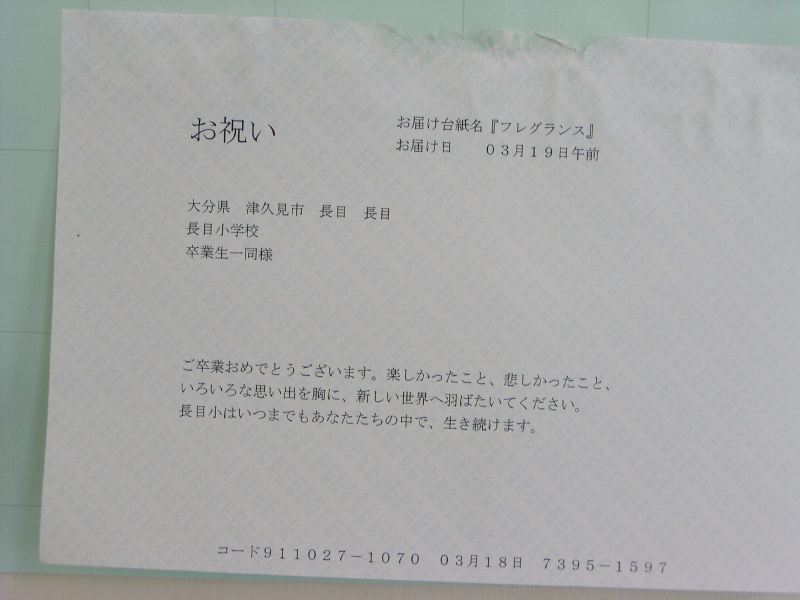 お祝い
お届け台紙名『フレグランス』
お届け日　　０３月１９日午前
大分県　津久見市　長目　長目
長目小学校
卒業生一同様
ご卒業おめでとうございます。楽しかったこと、悲しかったこと、
いろいろな思い出を胸に、新しい世界へ羽ばたいてください。
長目小はいつまでもあなたたちの中で、生き続けます。
コード９１１０２７－１０７０　０３月１８日　７３９５－１５９７